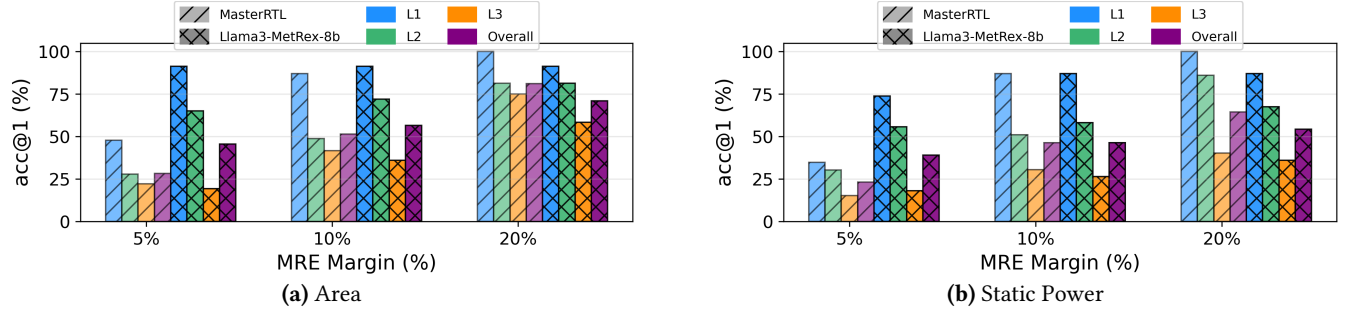 MasterRTL L1 L3
Llama3-MetRex-8b L2 Overall
100
75
50
25
0
acc@1 (%)
5% 10% 20%
MRE Margin (%)
(a) Area
MasterRTL L1 L3
Llama3-MetRex-8b L2 Overall
100
75
50
25
0
acc@1 (%)
5% 10% 20%
MRE Margin (%)
(b) Static Power